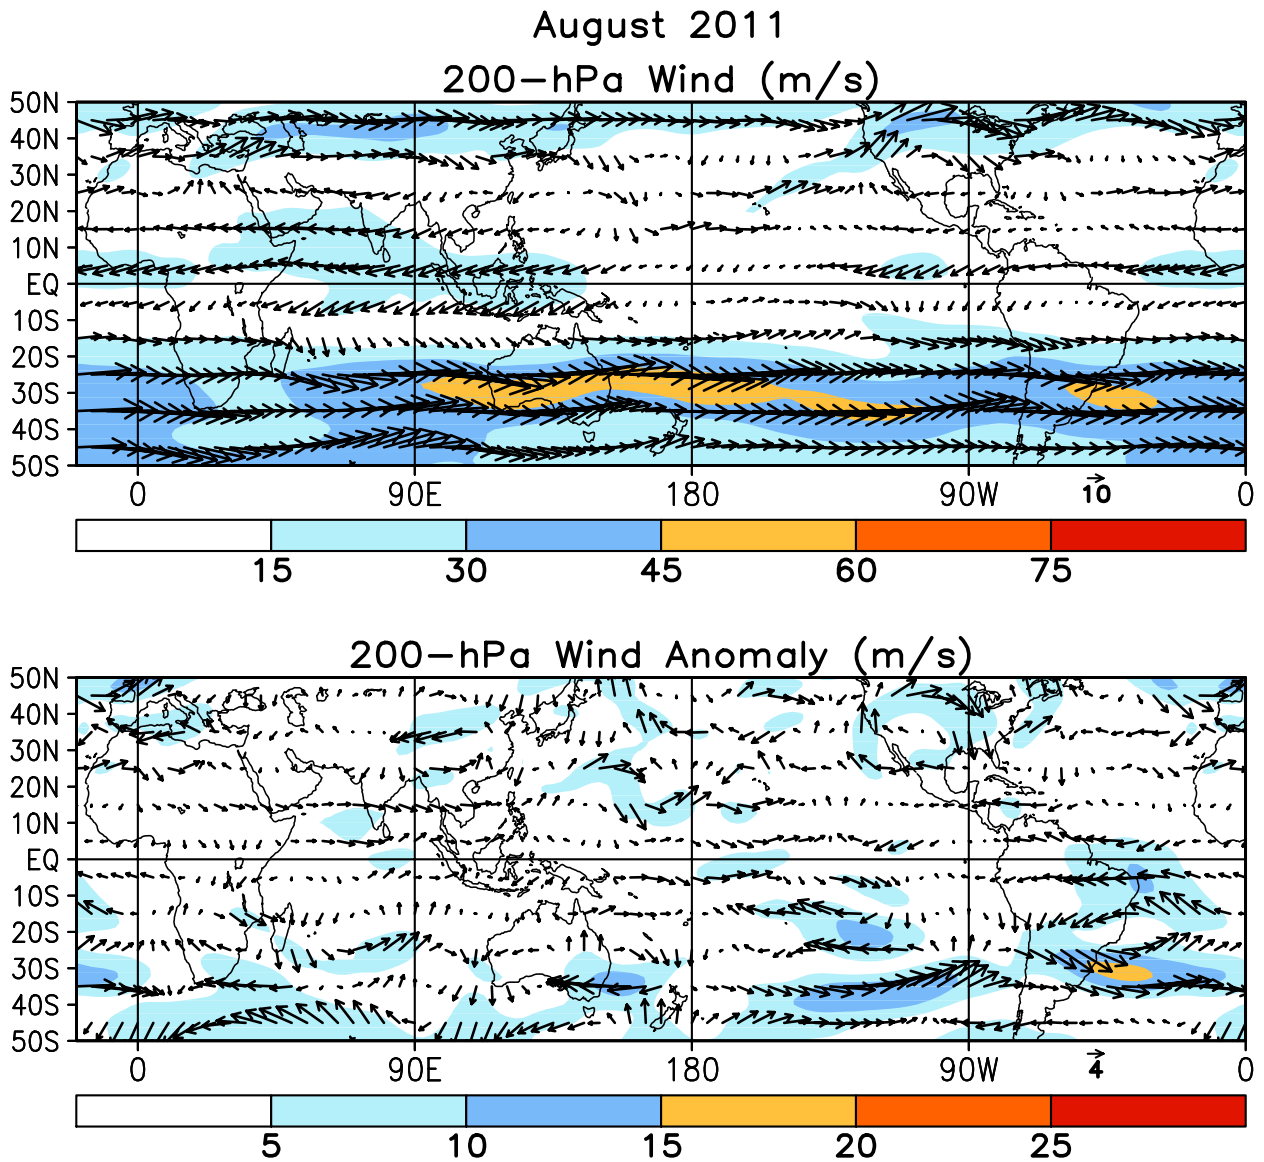 August 2011
200-hPa Wind (m/s)
50N
40N
30N
20N
10N
EQ
10S
20S
30S
40S
50S
0 90E 180 90W 10 0
15 30 45 60 75
200-hPa Wind Anomaly (m/s)
50N
40N
30N
20N
10N
EQ
10S
20S
30S
40S
50S
0 90E 180 90W 4 0
5 10 15 20 25